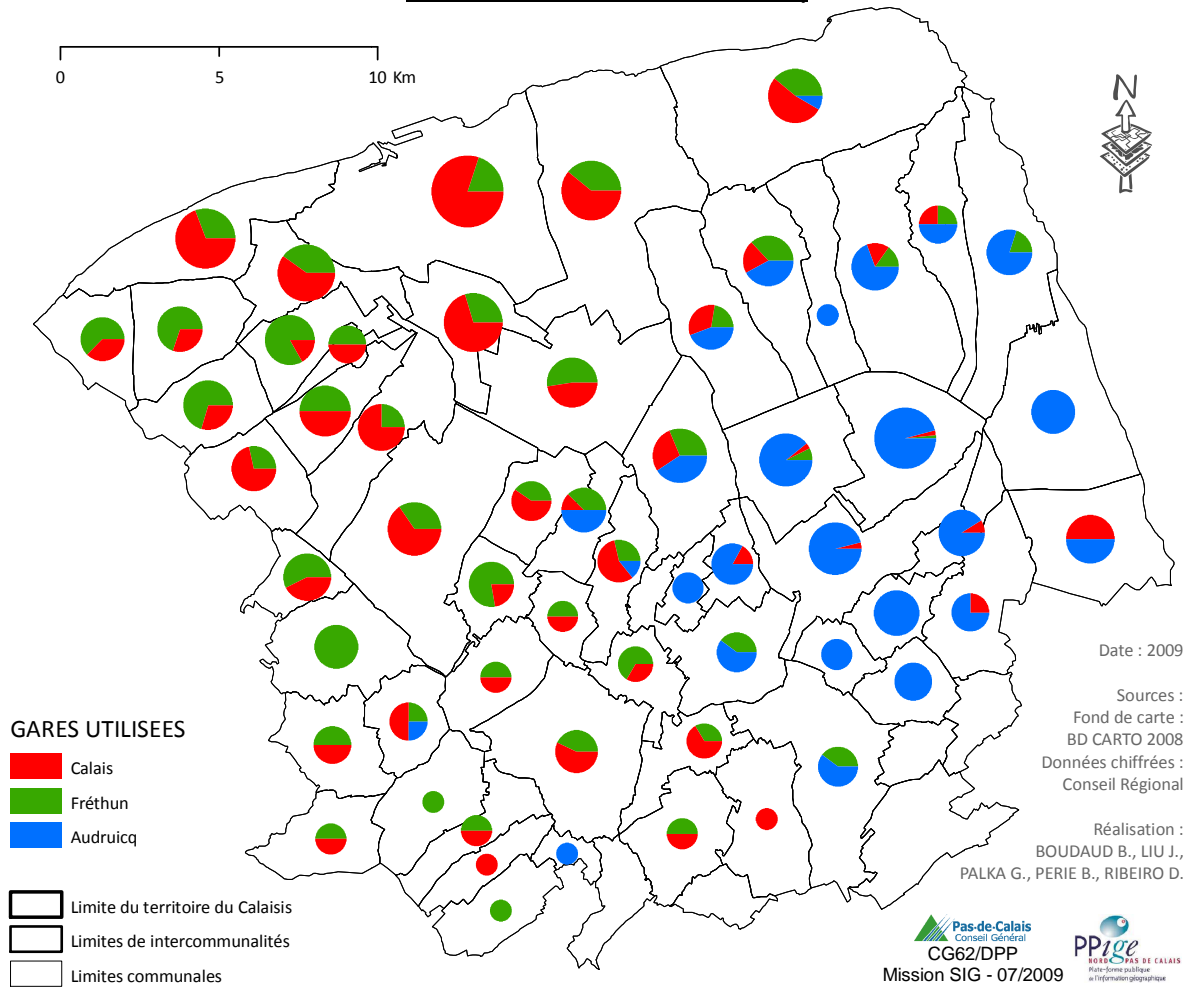 0 5 10 Km
N
Date : 2009
Sources :
Fond de carte :
BD CARTO 2008
Données chiffrées :
Conseil Régional
Réalisation :
BOUDAUD B., LIU J.,
PALKA G., PERIE B., RIBEIRO D.
GARES UTILISEES
Calais
Fréthun
Audruicq
Limite du territoire du Calaisis
Limites de intercommunalités
Limites communales
Pas-de-Calais
Conseil Général
CG62/DPP
Mission SIG - 07/2009
PPige
NORD PAS DE CALAIS
Plate-forme publique
de l'information géographique